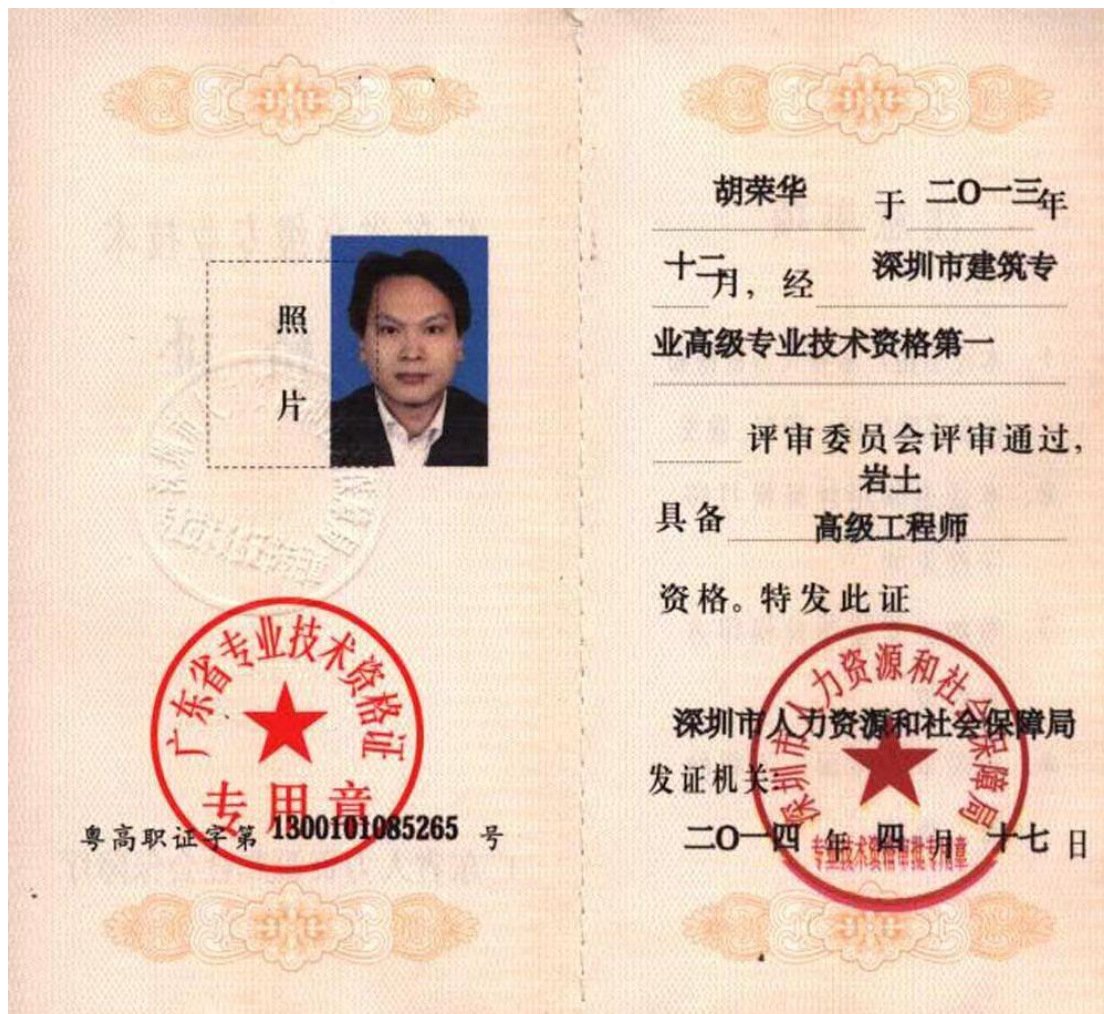 照
片
广东省专业技术资格证
专用章
粤高职证字第 1300101085265 号
胡荣华 于 二〇一三年
十二月，经 深圳市建筑专
业高级专业技术资格第一
评审委员会评审通过，
岩土
具备 高级工程师
资格。特发此证
深圳市人力资源和社会保障局
深圳市人力资源和社会保障局
发证机关：
二〇一四 年 四 月 十七 日
专业技术资格审批专用章